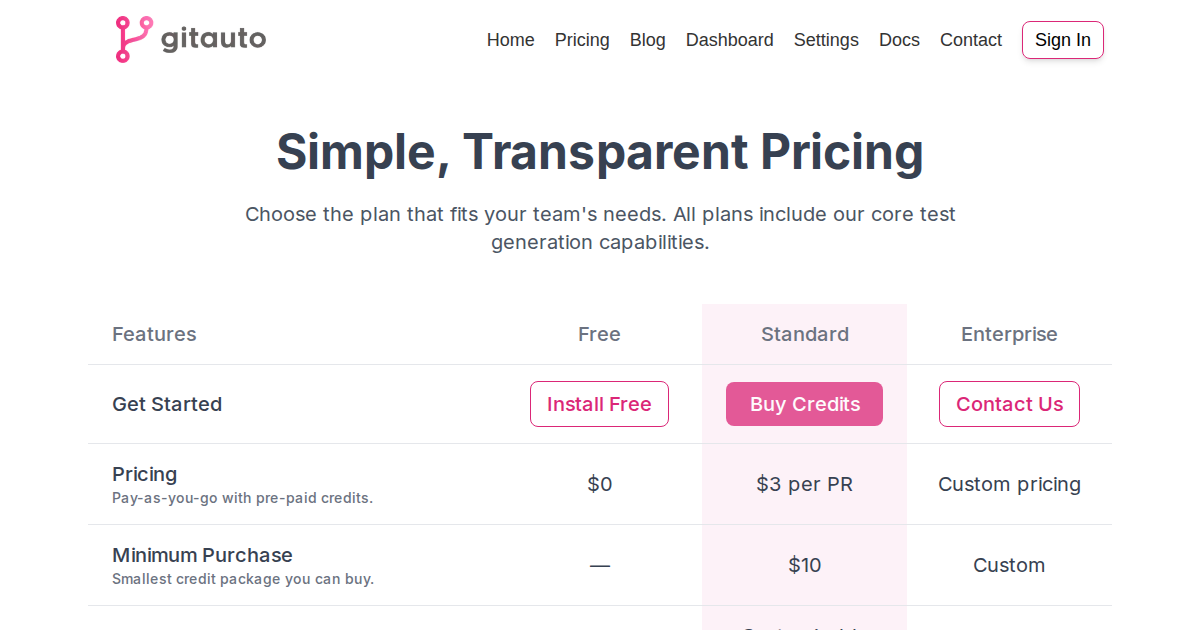 gitauto
Home Pricing Blog Dashboard Settings Docs Contact Sign In
Simple, Transparent Pricing
Choose the plan that fits your team's needs. All plans include our core test
generation capabilities.
Features Free Standard Enterprise
Get Started Install Free Buy Credits Contact Us
Pricing
Pay-as-you-go with pre-paid credits.
$0 $3 per PR Custom pricing
Minimum Purchase
Smallest credit package you can buy.
— $10 Custom